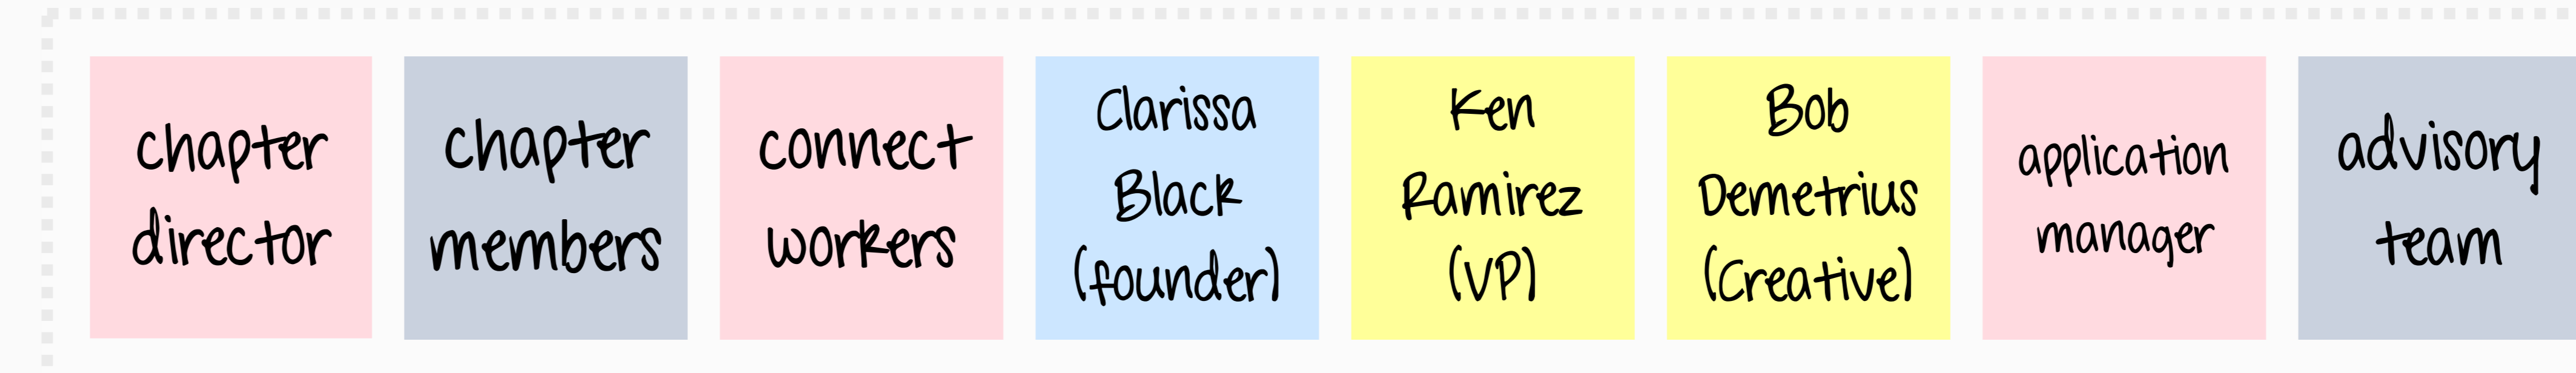 chapter
director
chapter
members
connect
workers
Clarissa
Black
(founder)
Ken
Ramirez
(VP)
Bob
Demetrius
(Creative)
application
manager
advisory
team